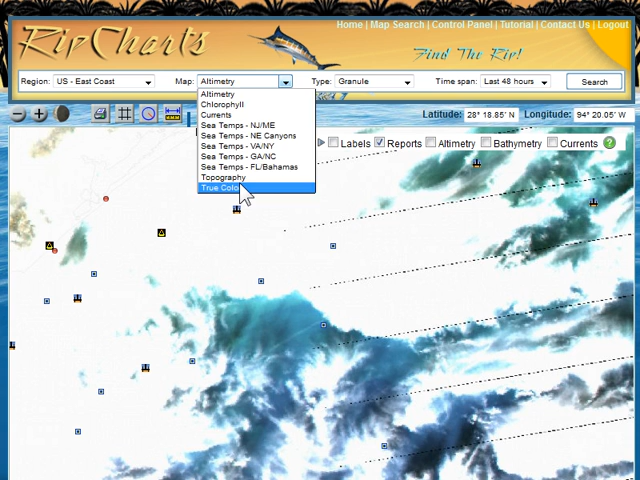 Home | Map Search | Control Panel | Tutorial | Contact Us | Logout
RipCharts
Find The Rip!
Region: US - East Coast Map: Altimetry Type: Granule Time span: Last 48 hours Search
Altimetry
Chlorophyll
Currents
Sea Temps - NJ/ME
Sea Temps - NE Canyons
Sea Temps - VA/NY
Sea Temps - GA/NC
Sea Temps - FL/Bahamas
Topography
True Color
Latitude: 28° 18.85' N Longitude: 94° 20.05' W
Labels Reports Altimetry Bathymetry Currents ?